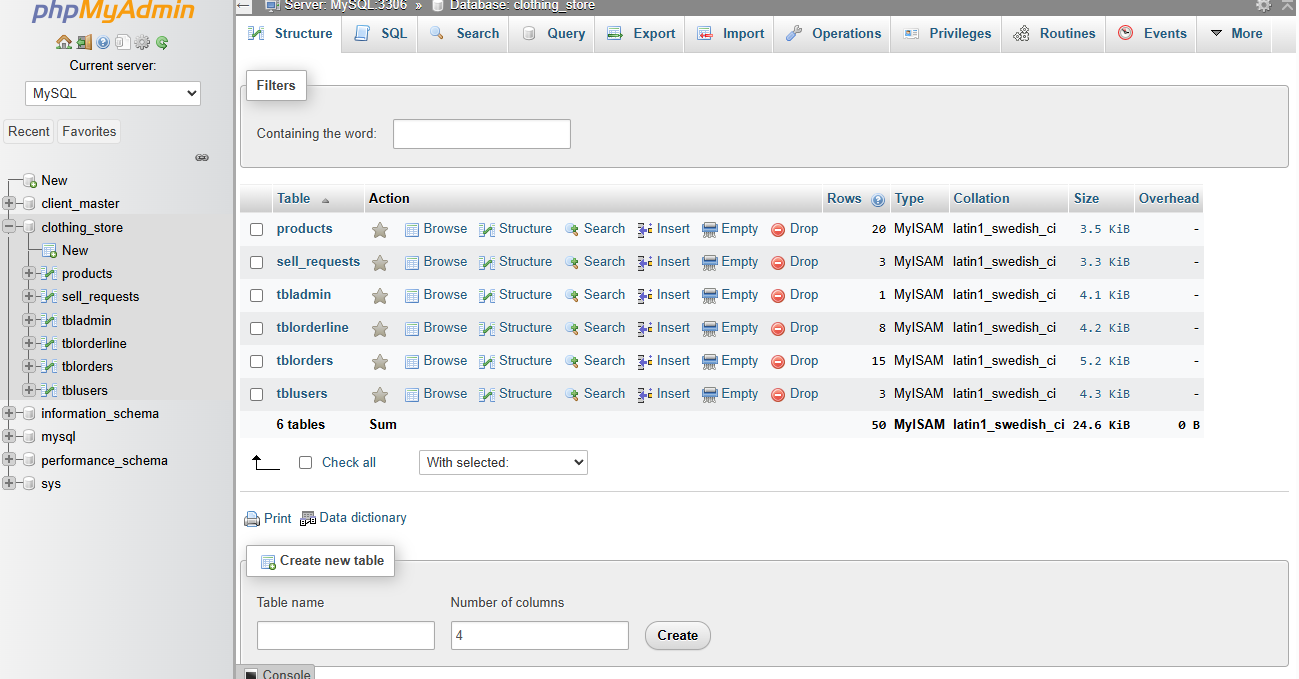 phpMyAdmin
Current server:
MySQL
Recent Favorites
New
client_master
clothing_store
New
products
sell_requests
tbladmin
tblorderline
tblorders
tblusers
information_schema
mysql
performance_schema
sys
Server: MySQL:3306 » Database: clothing_store
Structure SQL Search Query Export Import Operations Privileges Routines Events More
Filters
Containing the word:
Table Action Rows Type Collation Size Overhead
products Browse Structure Search Insert Empty Drop 20 MyISAM latin1_swedish_ci 3.5 KiB -
sell_requests Browse Structure Search Insert Empty Drop 3 MyISAM latin1_swedish_ci 3.3 KiB -
tbladmin Browse Structure Search Insert Empty Drop 1 MyISAM latin1_swedish_ci 4.1 KiB -
tblorderline Browse Structure Search Insert Empty Drop 8 MyISAM latin1_swedish_ci 4.2 KiB -
tblorders Browse Structure Search Insert Empty Drop 15 MyISAM latin1_swedish_ci 5.2 KiB -
tblusers Browse Structure Search Insert Empty Drop 3 MyISAM latin1_swedish_ci 4.3 KiB -
6 tables Sum 50 MyISAM latin1_swedish_ci 24.6 KiB 0 B
Check all With selected:
Print Data dictionary
Create new table
Table name Number of columns
4 Create
Console